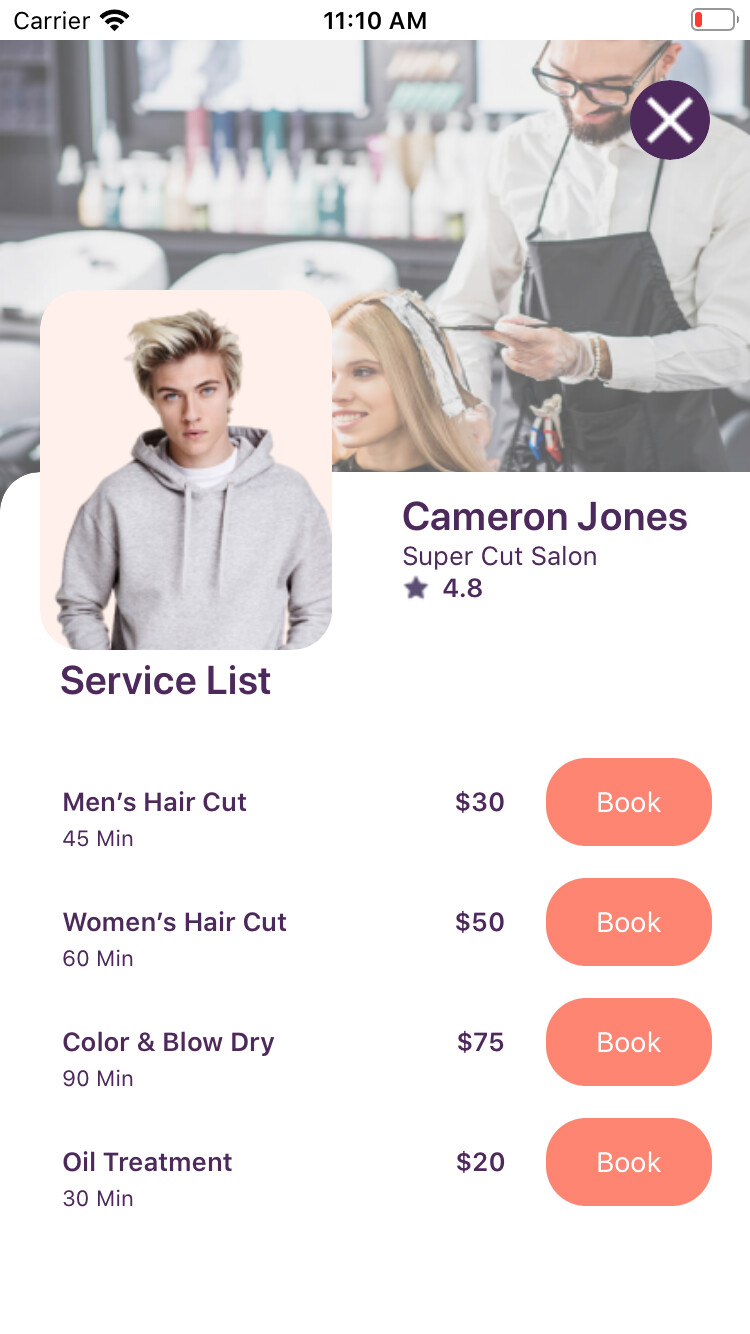 Carrier 11:10 AM
Cameron Jones
Super Cut Salon
4.8
Service List
Men’s Hair Cut $30 Book
45 Min
Women’s Hair Cut $50 Book
60 Min
Color & Blow Dry $75 Book
90 Min
Oil Treatment $20 Book
30 Min